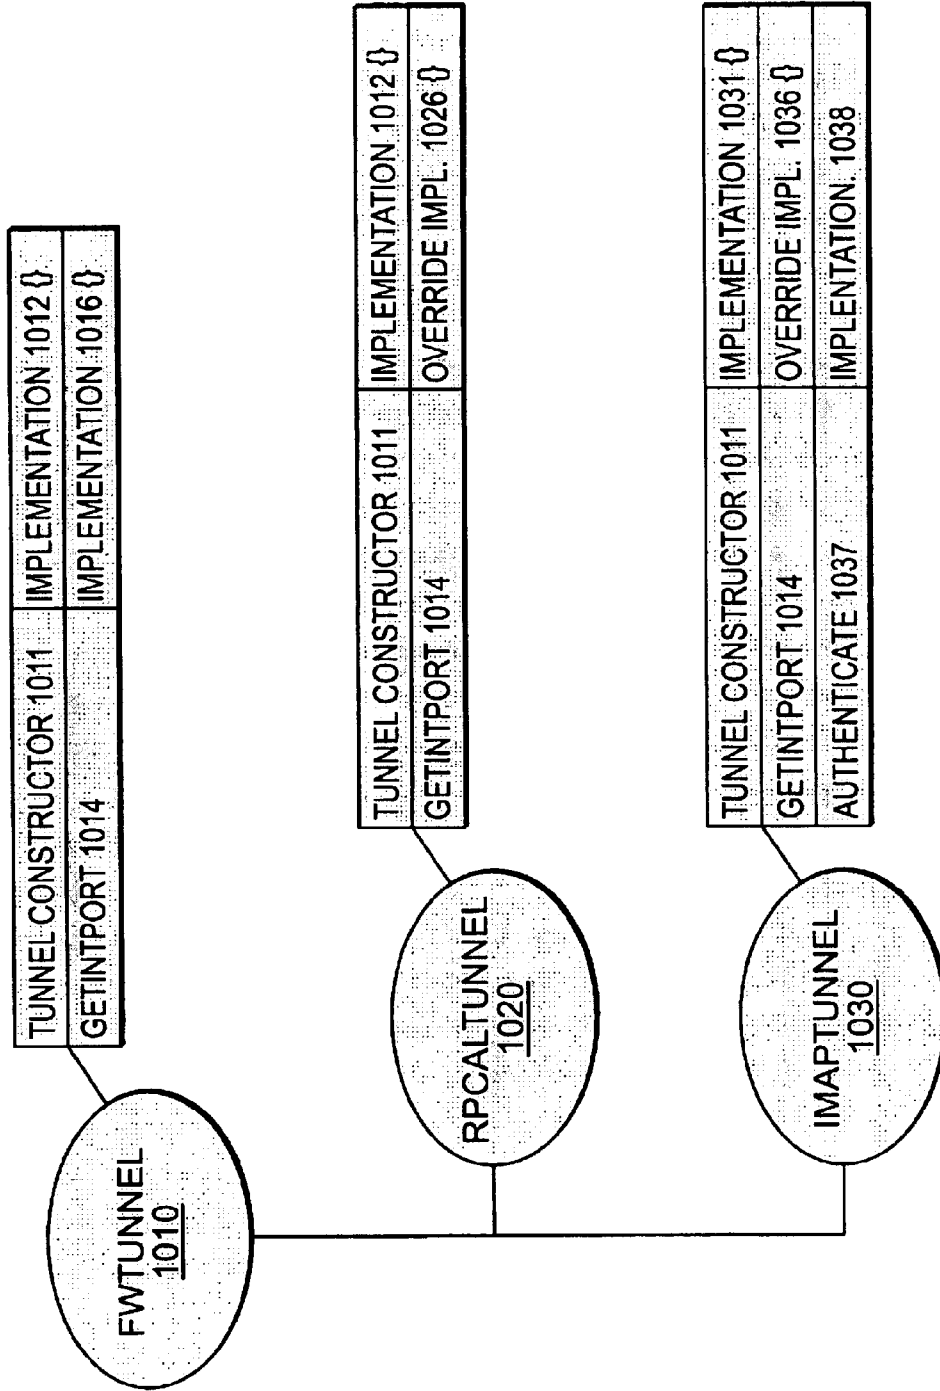 FWTUNNEL
1010
TUNNEL CONSTRUCTOR 1011 IMPLEMENTATION 1012 {}
GETINTPORT 1014 IMPLEMENTATION 1016 {}
RPCALTUNNEL
1020
TUNNEL CONSTRUCTOR 1011 IMPLEMENTATION 1012 {}
GETINTPORT 1014 OVERRIDE IMPL. 1026 {}
IMAPTUNNEL
1030
TUNNEL CONSTRUCTOR 1011 IMPLEMENTATION 1031 {}
GETINTPORT 1014 OVERRIDE IMPL. 1036 {}
AUTHENTICATE 1037 IMPLENTATION. 1038